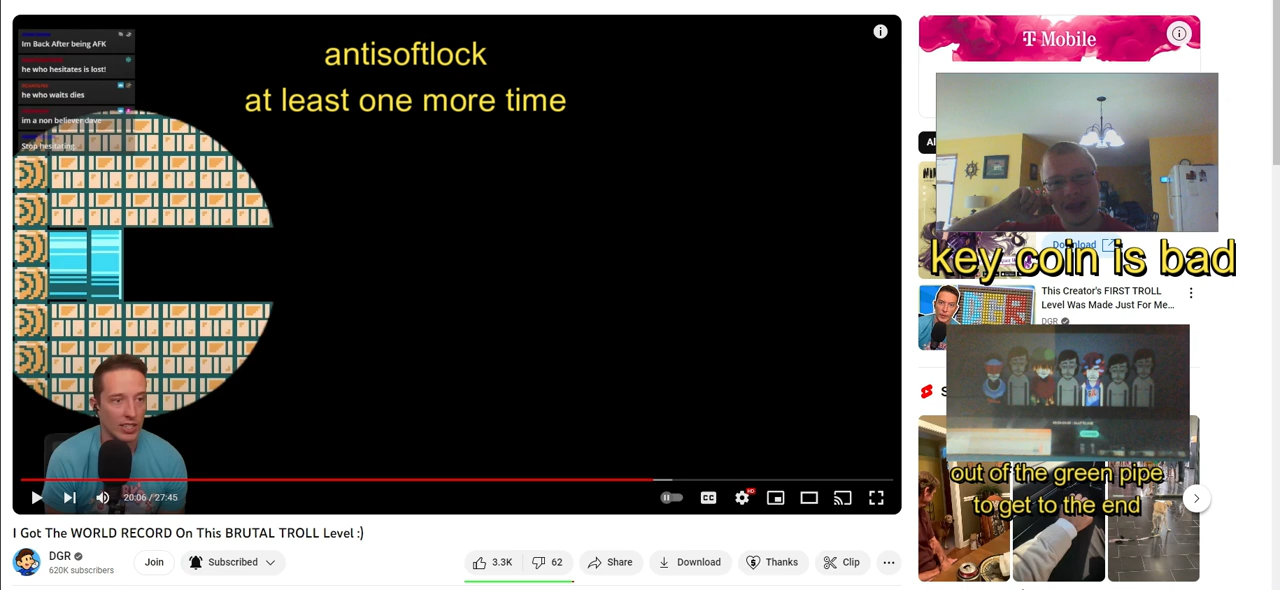 Im Back After being AFK
he who hesitates is lost!
he who waits dies
im a non believer dave
Stop hesitating.
antisoftlock
at least one more time
20:06 / 27:45
CC
HD
I Got The WORLD RECORD On This BRUTAL TROLL Level :)
DGR
620K subscribers
Join
Subscribed
3.3K
62
Share
Download
Thanks
Clip
T Mobile
Al
Download
key coin is bad
This Creator's FIRST TROLL
Level Was Made Just For Me...
DGR
S
out of the green pipe
to get to the end